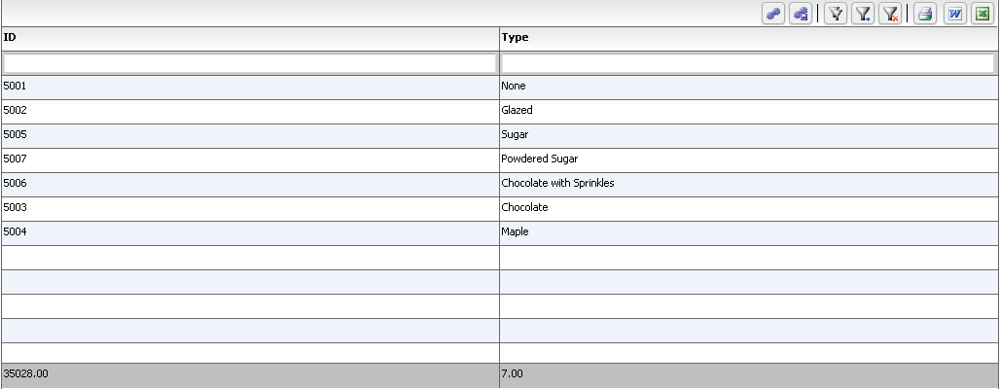 ID Type
5001 None
5002 Glazed
5005 Sugar
5007 Powdered Sugar
5006 Chocolate with Sprinkles
5003 Chocolate
5004 Maple
35028.00 7.00